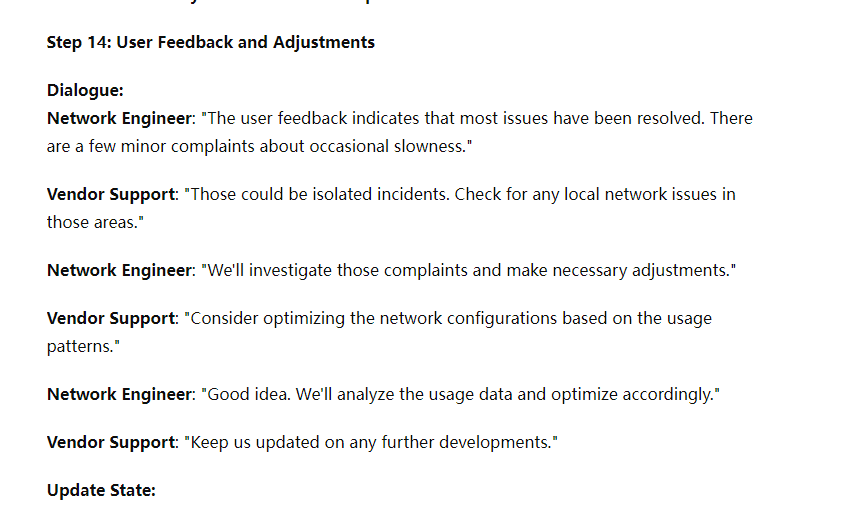 Step 14: User Feedback and Adjustments
Dialogue:
Network Engineer: "The user feedback indicates that most issues have been resolved. There
are a few minor complaints about occasional slowness."
Vendor Support: "Those could be isolated incidents. Check for any local network issues in
those areas."
Network Engineer: "We'll investigate those complaints and make necessary adjustments."
Vendor Support: "Consider optimizing the network configurations based on the usage
patterns."
Network Engineer: "Good idea. We'll analyze the usage data and optimize accordingly."
Vendor Support: "Keep us updated on any further developments."
Update State: